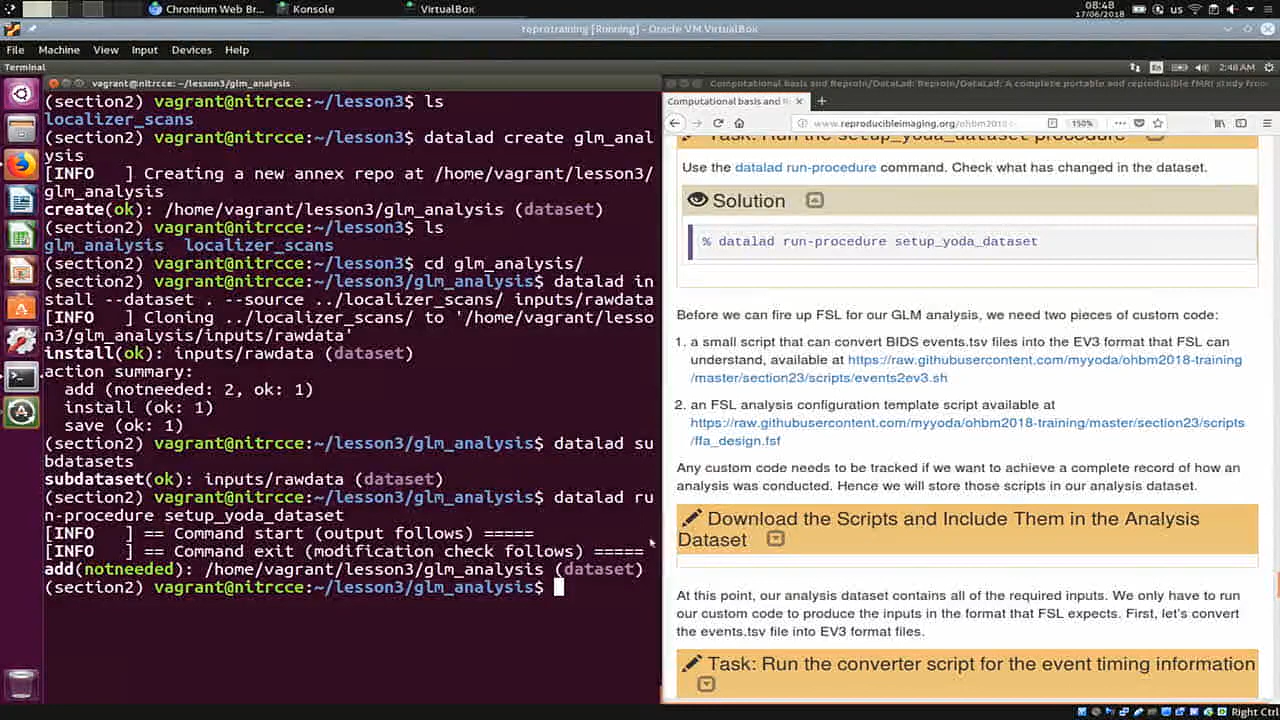 Chromium Web Br...
Konsole
VirtualBox
08:48
17/06/2018
us
reprotraining [Running] - Oracle VM VirtualBox
File Machine View Input Devices Help
Terminal
En
2:48 AM
vagrant@nitrcce: ~/lesson3/glm_analysis
(section2) vagrant@nitrcce:~/lesson3$ ls
localizer_scans
(section2) vagrant@nitrcce:~/lesson3$ datalad create glm_anal
ysis
[INFO   ] Creating a new annex repo at /home/vagrant/lesson3/
glm_analysis
create(ok): /home/vagrant/lesson3/glm_analysis (dataset)
(section2) vagrant@nitrcce:~/lesson3$ ls
glm_analysis  localizer_scans
(section2) vagrant@nitrcce:~/lesson3$ cd glm_analysis/
(section2) vagrant@nitrcce:~/lesson3/glm_analysis$ datalad in
stall --dataset . --source ../localizer_scans/ inputs/rawdata
[INFO   ] Cloning ../localizer_scans/ to '/home/vagrant/lesso
n3/glm_analysis/inputs/rawdata'
install(ok): inputs/rawdata (dataset)
action summary:
  add (notneeded: 2, ok: 1)
  install (ok: 1)
  save (ok: 1)
(section2) vagrant@nitrcce:~/lesson3/glm_analysis$ datalad su
bdatasets
subdataset(ok): inputs/rawdata (dataset)
(section2) vagrant@nitrcce:~/lesson3/glm_analysis$ datalad ru
n-procedure setup_yoda_dataset
[INFO   ] == Command start (output follows) =====
[INFO   ] == Command exit (modification check follows) =====
add(notneeded): /home/vagrant/lesson3/glm_analysis (dataset)
(section2) vagrant@nitrcce:~/lesson3/glm_analysis$
Computational basis and ReproIn/DataLad: ReproIn/DataLad: A complete portable and reproducible fMRI study from
Computational basis and R
www.reproducibleimaging.org/ohbm2018-
150%
Task: Run the setup_yoda_dataset procedure
Use the datalad run-procedure command. Check what has changed in the dataset.
Solution
% datalad run-procedure setup_yoda_dataset
Before we can fire up FSL for our GLM analysis, we need two pieces of custom code:
1. a small script that can convert BIDS events.tsv files into the EV3 format that FSL can
understand, available at https://raw.githubusercontent.com/myyoda/ohbm2018-training
/master/section23/scripts/events2ev3.sh
2. an FSL analysis configuration template script available at
https://raw.githubusercontent.com/myyoda/ohbm2018-training/master/section23/scripts
/ffa_design.fsf
Any custom code needs to be tracked if we want to achieve a complete record of how an
analysis was conducted. Hence we will store those scripts in our analysis dataset.
Download the Scripts and Include Them in the Analysis
Dataset
At this point, our analysis dataset contains all of the required inputs. We only have to run
our custom code to produce the inputs in the format that FSL expects. First, let's convert
the events.tsv file into EV3 format files.
Task: Run the converter script for the event timing information
Right Ctrl